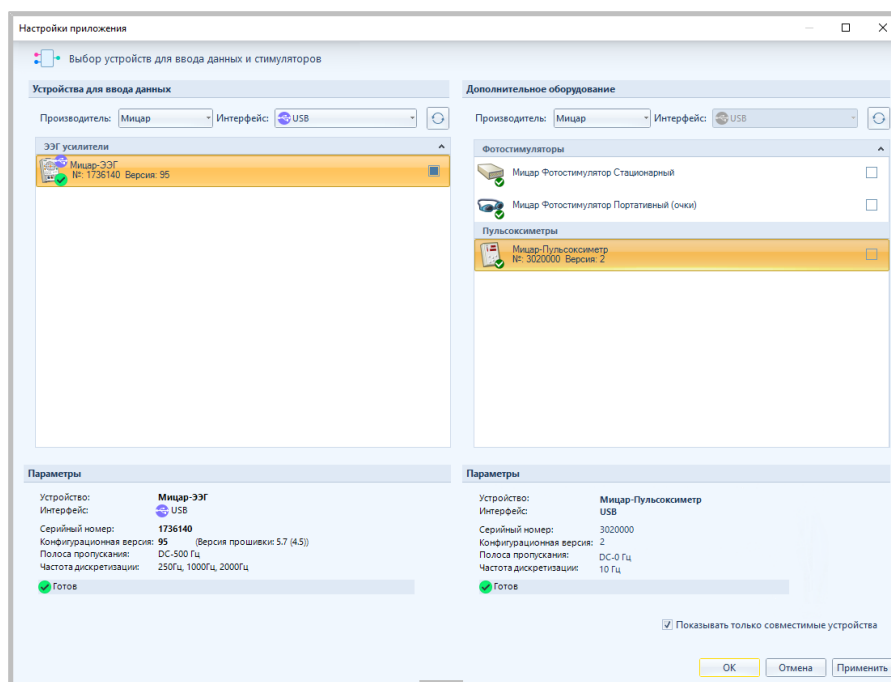 Настройки приложения
Выбор устройств для ввода данных и стимуляторов
Устройства для ввода данных
Производитель: Мицар Интерфейс: USB
ЭЭГ усилители
Мицар-ЭЭГ
№: 1736140 Версия: 95
Дополнительное оборудование
Производитель: Мицар Интерфейс: USB
Фотостимуляторы
Мицар Фотостимулятор Стационарный
Мицар Фотостимулятор Портативный (очки)
Пульсоксиметры
Мицар-Пульсоксиметр
№: 3020000 Версия: 2
Параметры
Устройство: Мицар-ЭЭГ
Интерфейс: USB
Серийный номер: 1736140
Конфигурационная версия: 95 (Версия прошивки: 5.7 (4.5))
Полоса пропускания: DC-500 Гц
Частота дискретизации: 250Гц, 1000Гц, 2000Гц
Готов
Параметры
Устройство: Мицар-Пульсоксиметр
Интерфейс: USB
Серийный номер: 3020000
Конфигурационная версия: 2
Полоса пропускания: DC-0 Гц
Частота дискретизации: 10 Гц
Готов
Показывать только совместимые устройства
ОК Отмена Применить